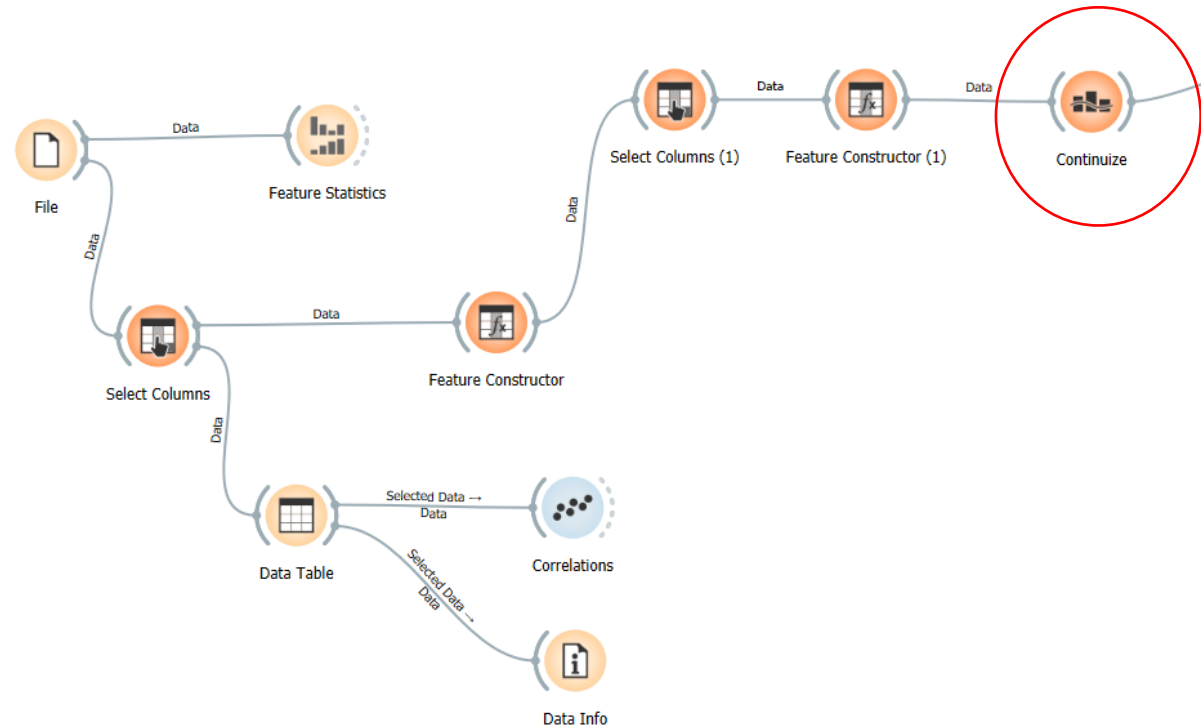 Data
Data
Data
Select Columns (1)
Feature Constructor (1)
Continuize
Feature Statistics
File
Data
Data
Data
Select Columns
Feature Constructor
Data
Selected Data →
Data
Data Table
Correlations
Selected Data →
Data
Data Info